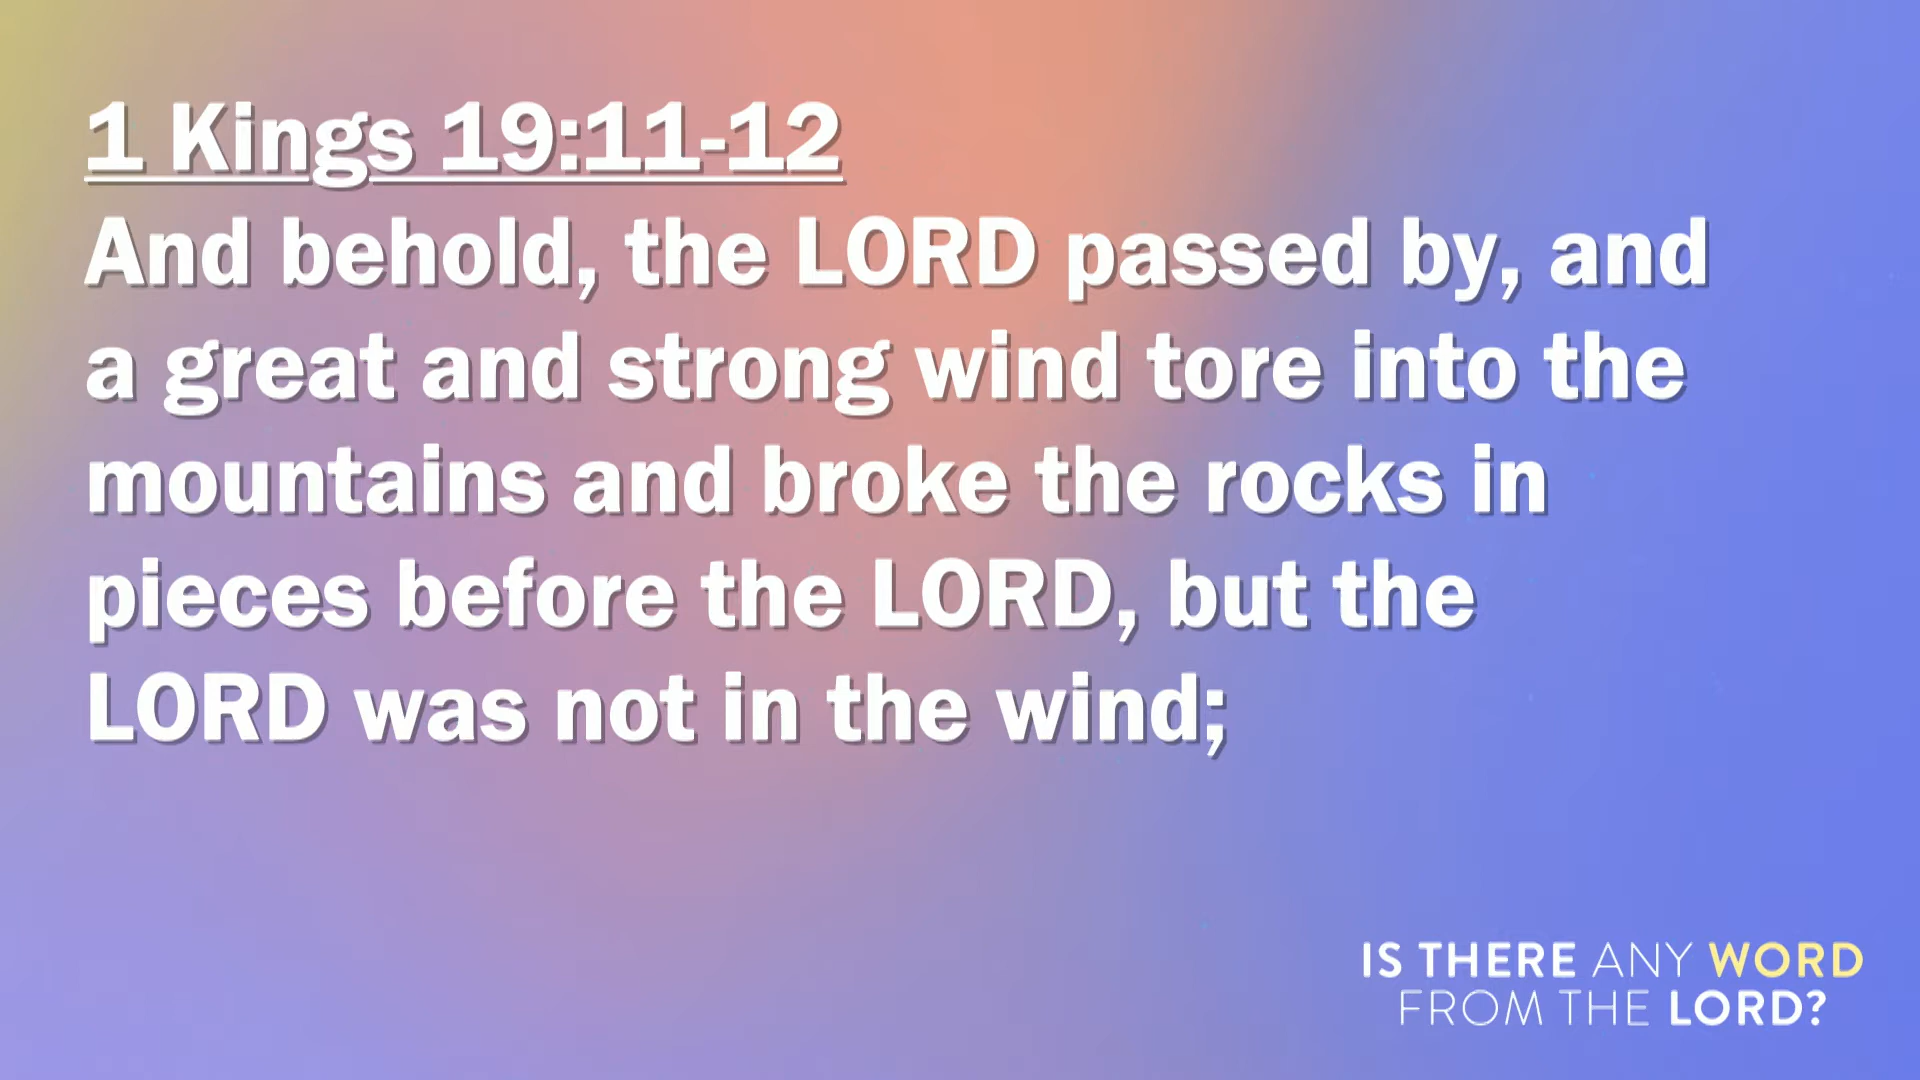 1 Kings 19:11-12
And behold, the LORD passed by, and
a great and strong wind tore into the
mountains and broke the rocks in
pieces before the LORD, but the
LORD was not in the wind;
IS THERE ANY WORD
FROM THE LORD?